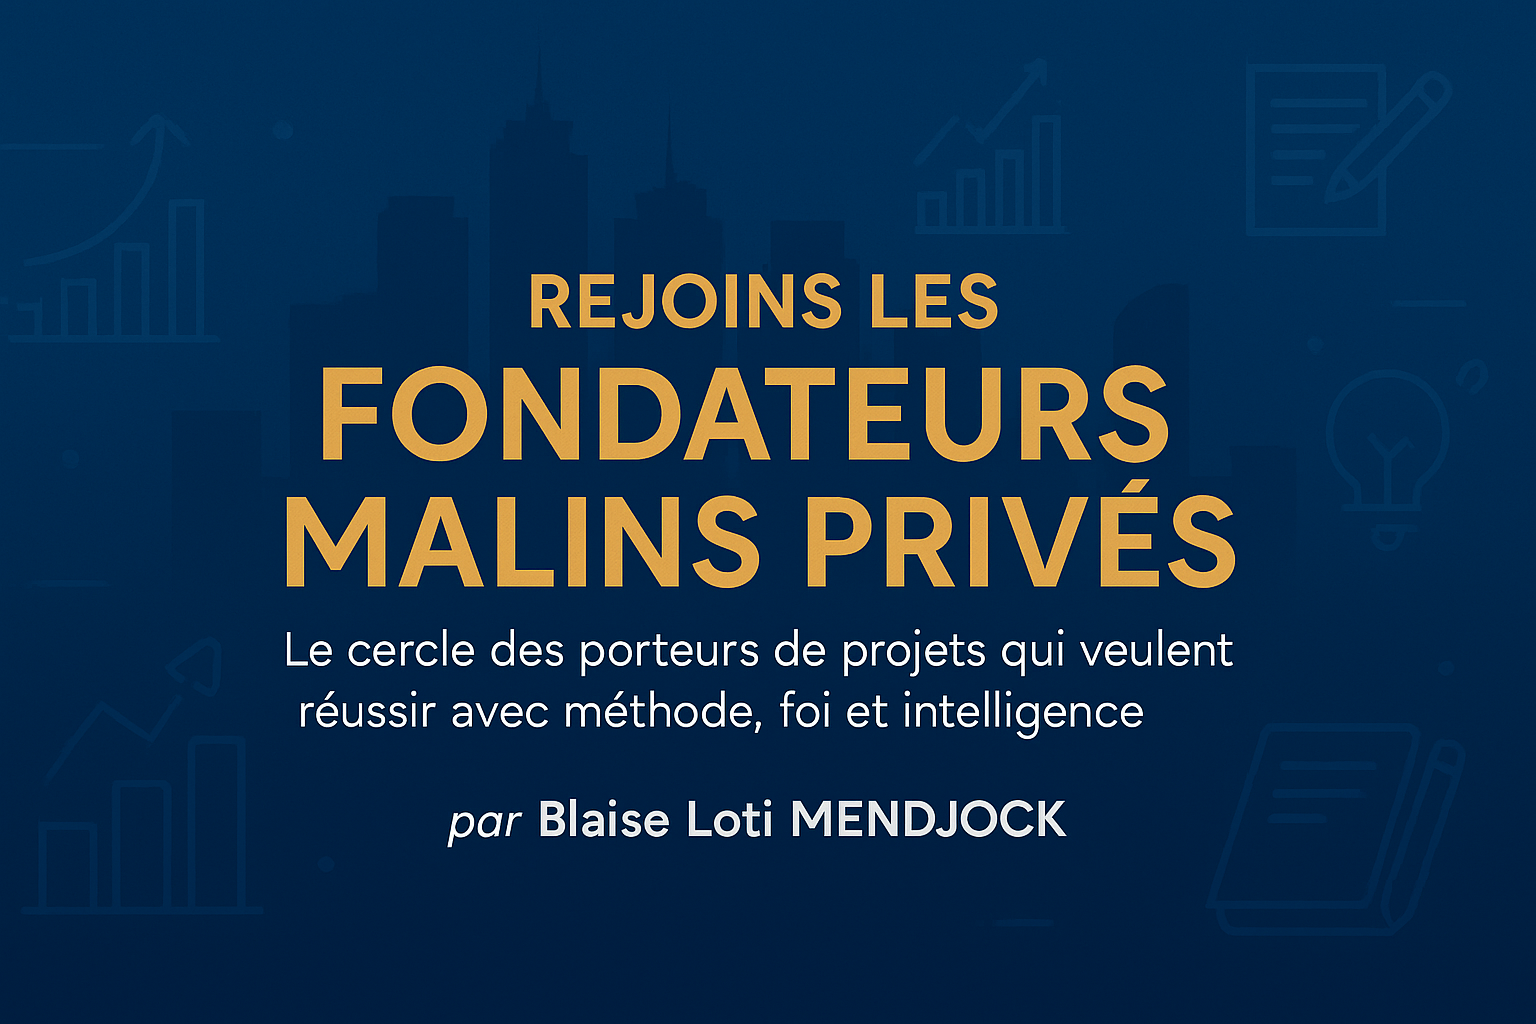 REJOINS LES
FONDATEURS
MALINS PRIVÉS
Le cercle des porteurs de projets qui veulent
réussir avec méthode, foi et intelligence
par Blaise Loti MENDJOCK